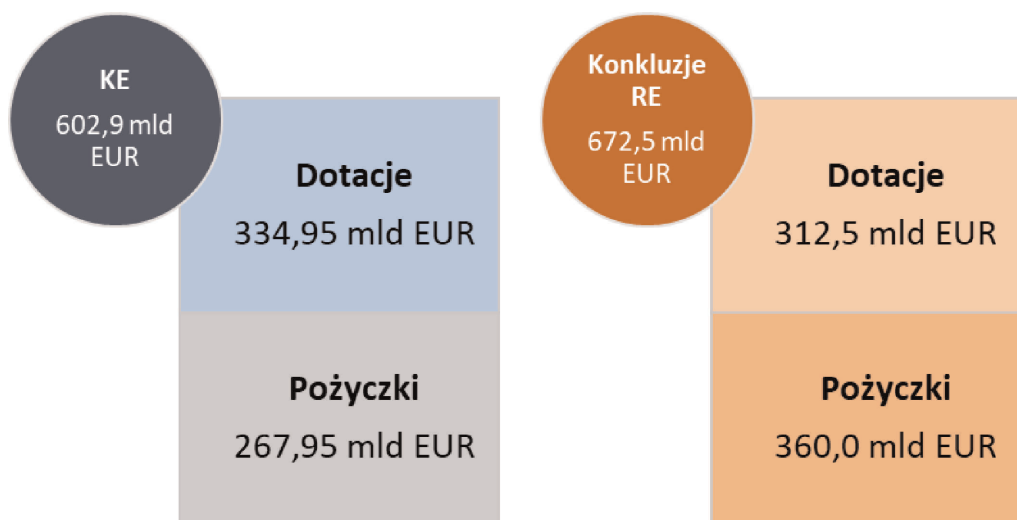 KE
602,9 mld
EUR
Dotacje
334,95 mld EUR
Pożyczki
267,95 mld EUR
Konkluzje
RE
672,5 mld
EUR
Dotacje
312,5 mld EUR
Pożyczki
360,0 mld EUR